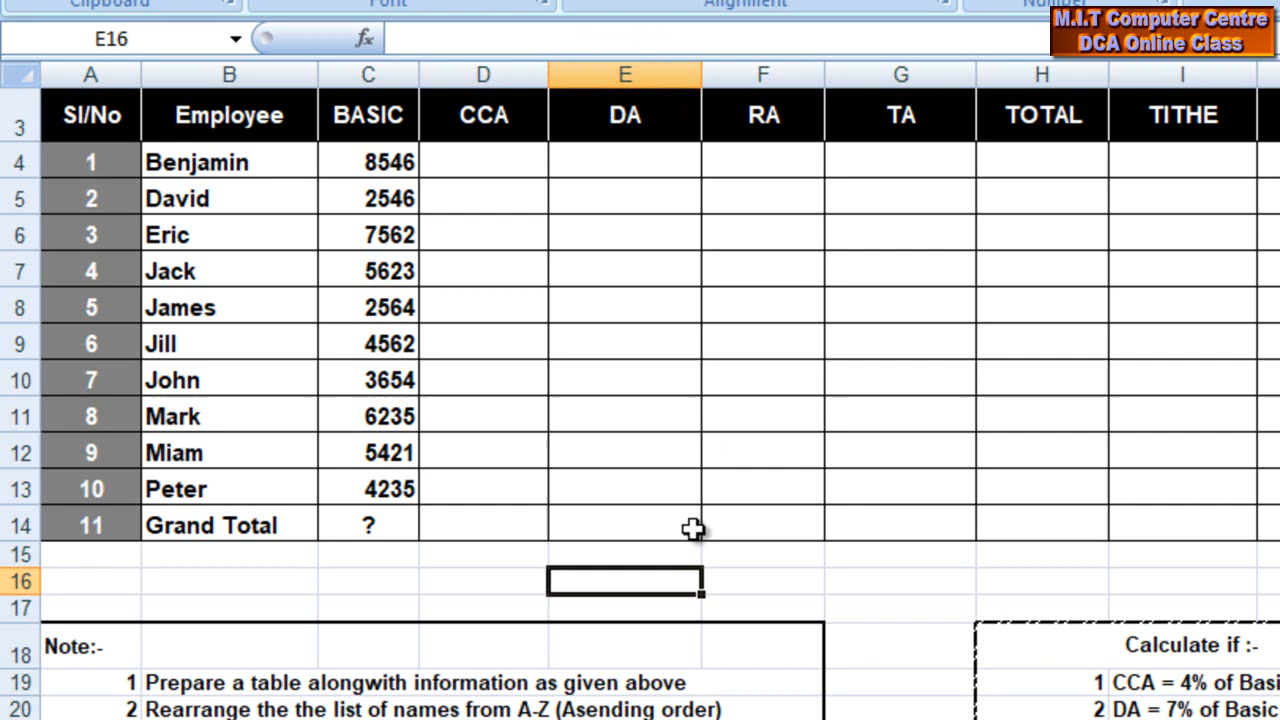 Clipboard Font Alignment Number
M.I.T Computer Centre
DCA Online Class
E16 fx
A B C D E F G H I
3 Sl/No Employee BASIC CCA DA RA TA TOTAL TITHE
4 1 Benjamin 8546
5 2 David 2546
6 3 Eric 7562
7 4 Jack 5623
8 5 James 2564
9 6 Jill 4562
10 7 John 3654
11 8 Mark 6235
12 9 Miam 5421
13 10 Peter 4235
14 11 Grand Total ?
15
16
17
18 Note:- Calculate if :-
19 1 Prepare a table alongwith information as given above 1 CCA = 4% of Basi
20 2 Rearrange the the list of names from A-Z (Asending order) 2 DA = 7% of Basic